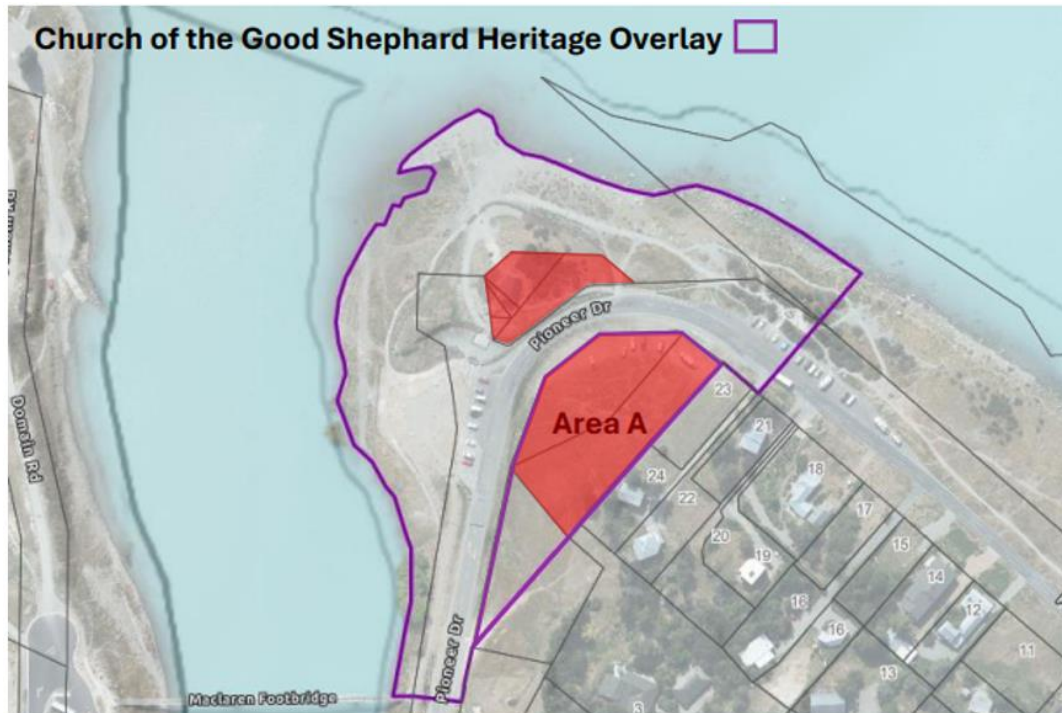 Church of the Good Shephard Heritage Overlay
Pioneer Dr
Area A
Domain Rd
23
21
24
22
18
17
20
19
15
14
16
12
16
11
13
Pioneer Dr
3
Maclaren Footbridge